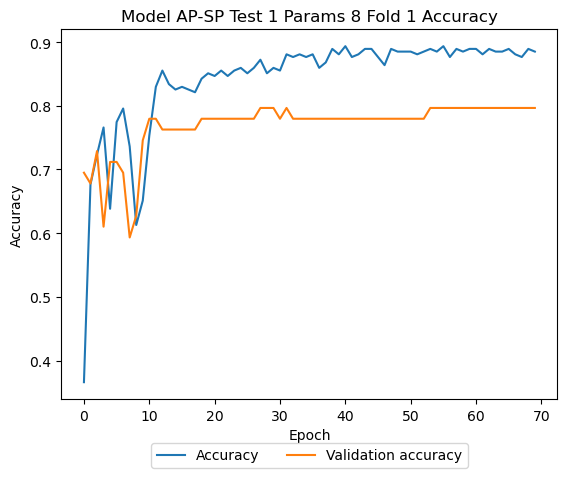 Model AP-SP Test 1 Params 8 Fold 1 Accuracy
0.9
0.8
0.7
0.6
0.5
0.4
Accuracy
0 10 20 30 40 50 60 70
Epoch
Accuracy Validation accuracy